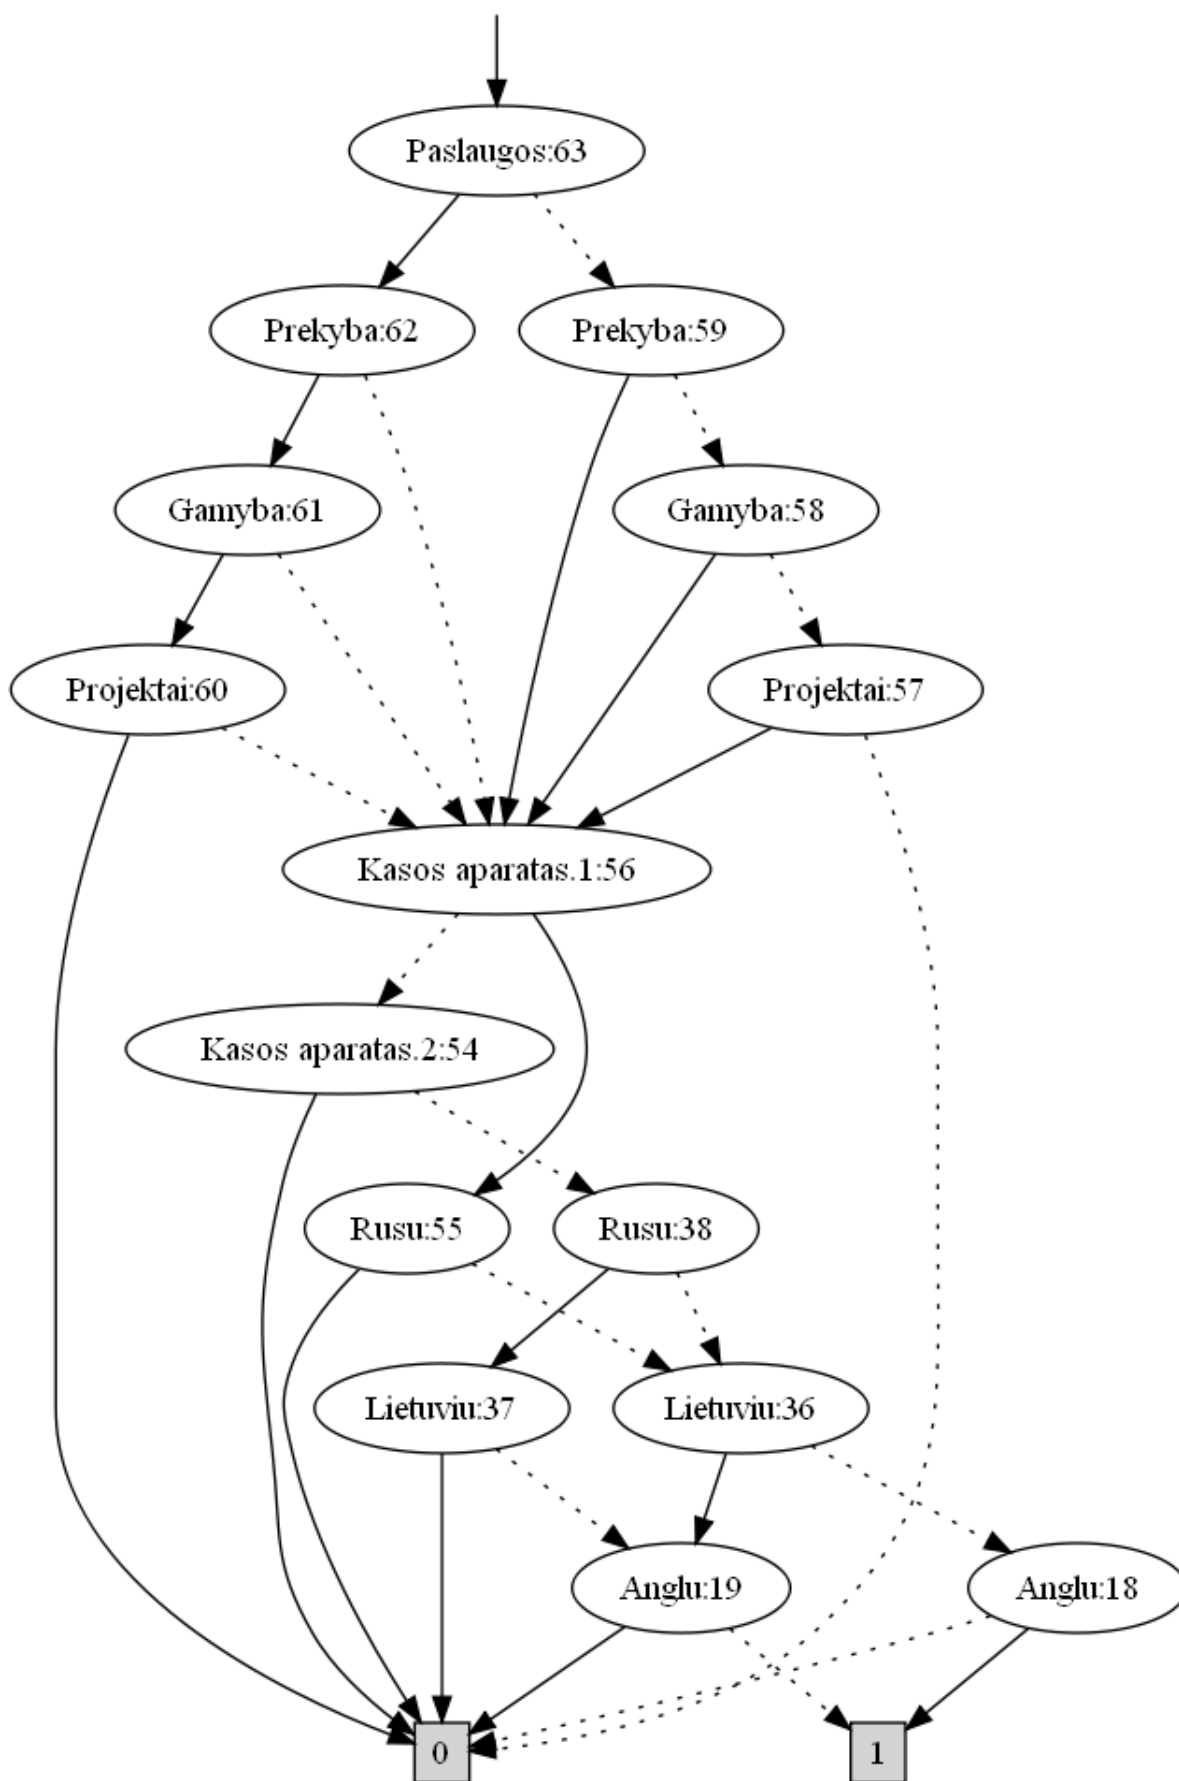 Paslaugos:63
Prekyba:62
Prekyba:59
Gamyba:61
Gamyba:58
Projektai:60
Projektai:57
Kasos aparatas.1:56
Kasos aparatas.2:54
Rusu:55
Rusu:38
Lietuviu:37
Lietuviu:36
Anglu:19
Anglu:18
0
1